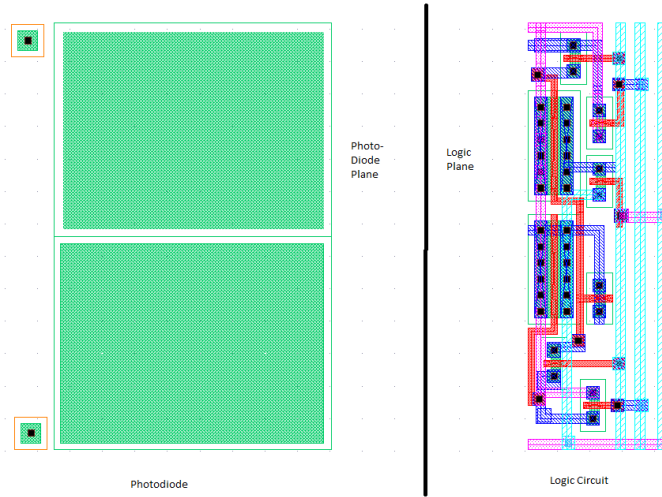 Photo-
Diode
Plane
Logic
Plane
Photodiode
Logic Circuit